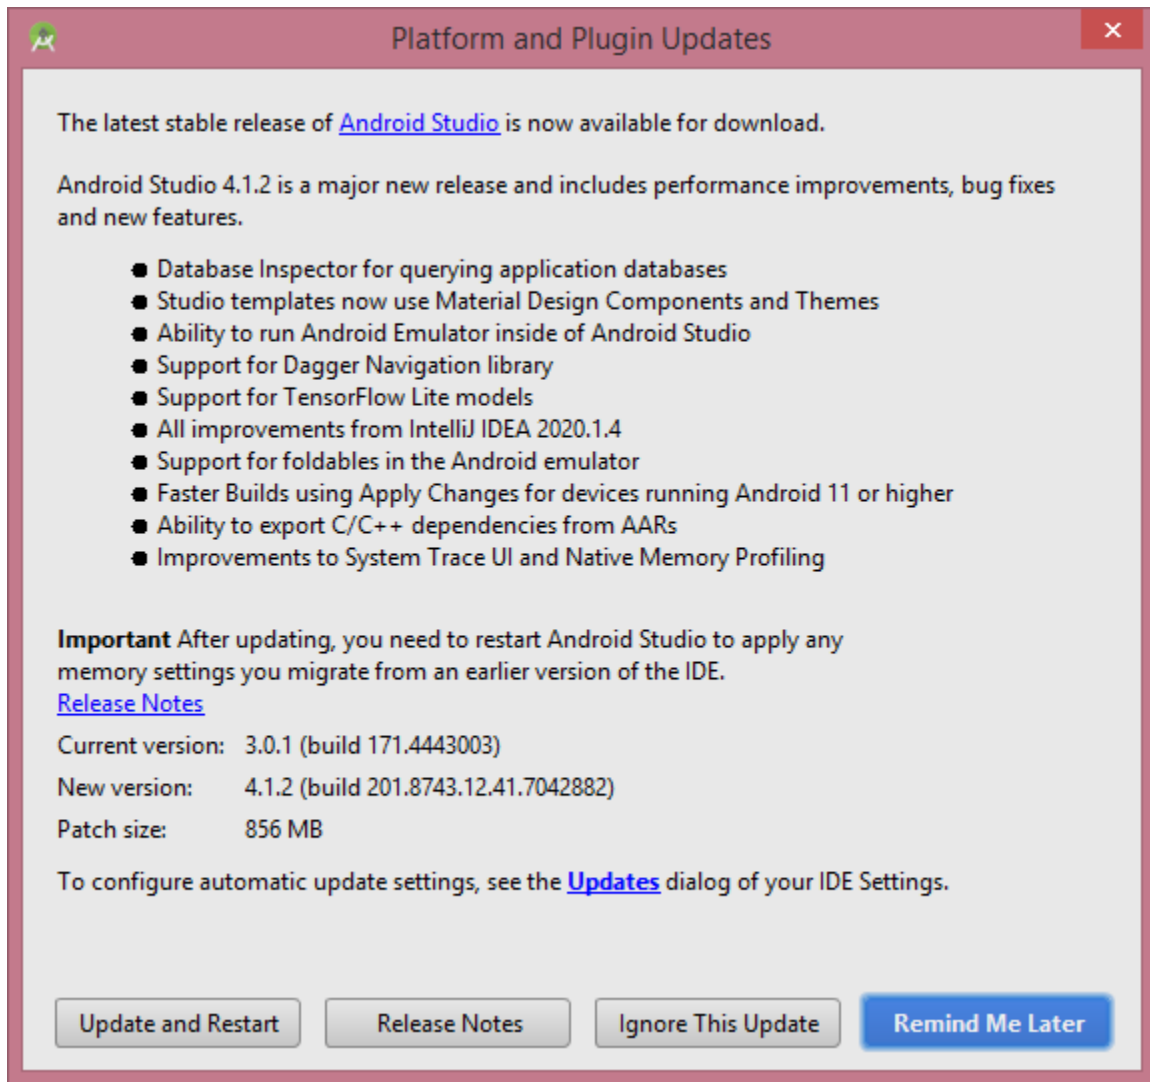 Platform and Plugin Updates
The latest stable release of Android Studio is now available for download.
Android Studio 4.1.2 is a major new release and includes performance improvements, bug fixes
and new features.
● Database Inspector for querying application databases
● Studio templates now use Material Design Components and Themes
● Ability to run Android Emulator inside of Android Studio
● Support for Dagger Navigation library
● Support for TensorFlow Lite models
● All improvements from IntelliJ IDEA 2020.1.4
● Support for foldables in the Android emulator
● Faster Builds using Apply Changes for devices running Android 11 or higher
● Ability to export C/C++ dependencies from AARs
● Improvements to System Trace UI and Native Memory Profiling
Important After updating, you need to restart Android Studio to apply any
memory settings you migrate from an earlier version of the IDE.
Release Notes
Current version: 3.0.1 (build 171.4443003)
New version: 4.1.2 (build 201.8743.12.41.7042882)
Patch size: 856 MB
To configure automatic update settings, see the Updates dialog of your IDE Settings.
Update and Restart Release Notes Ignore This Update Remind Me Later